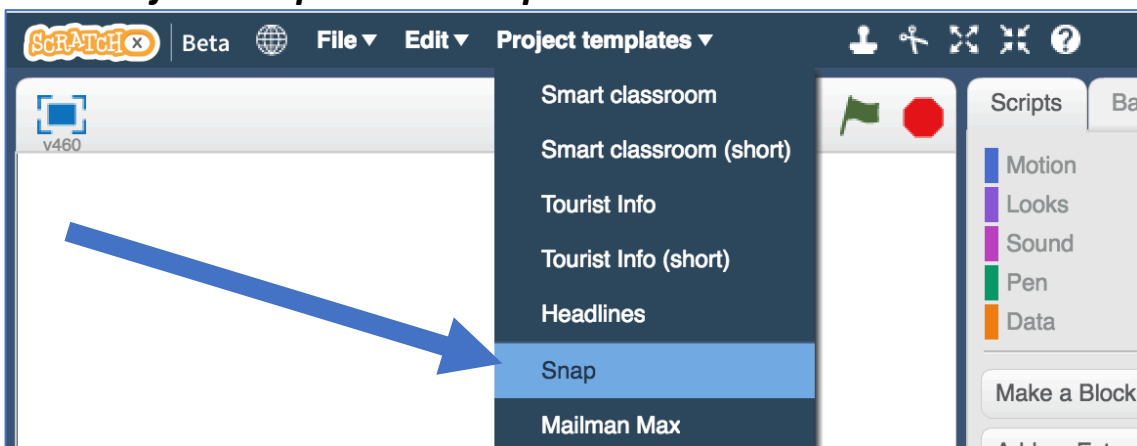 SCRATCH X Beta File ▾ Edit ▾ Project templates ▾ ?
v460
Smart classroom
Smart classroom (short)
Tourist Info
Tourist Info (short)
Headlines
Snap
Mailman Max
Scripts Ba
Motion
Looks
Sound
Pen
Data
Make a Block